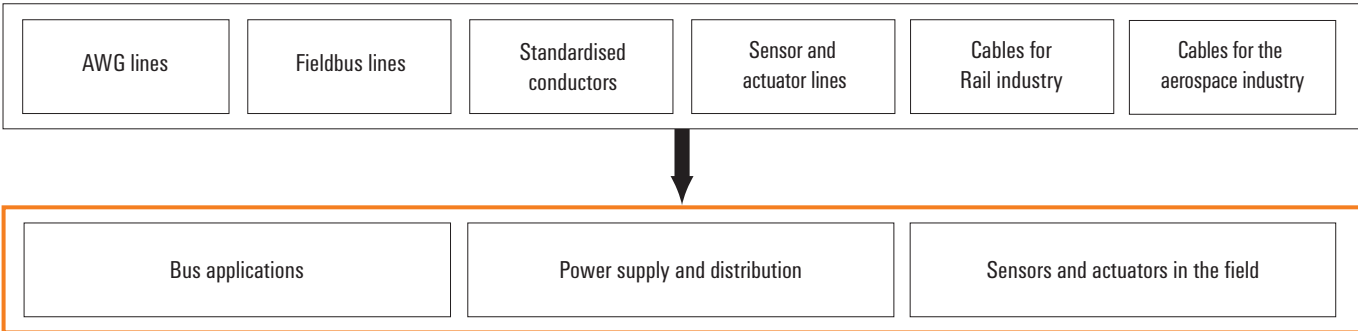 AWG lines
Fieldbus lines
Standardised
conductors
Sensor and
actuator lines
Cables for
Rail industry
Cables for the
aerospace industry
Bus applications
Power supply and distribution
Sensors and actuators in the field